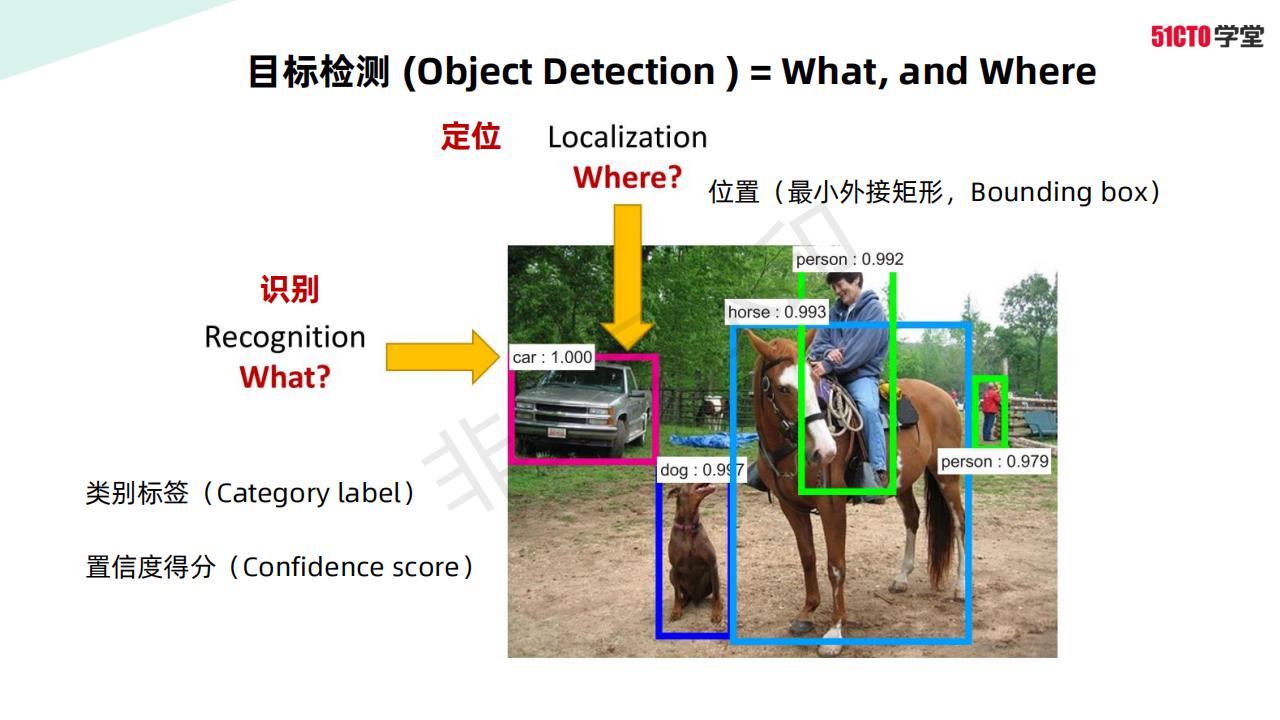 51CTO学堂
目标检测 (Object Detection ) = What, and Where
定位 Localization
Where?
位置（最小外接矩形，Bounding box）
识别
Recognition
What?
类别标签（Category label）
置信度得分（Confidence score）
person : 0.992
horse : 0.993
car : 1.000
dog : 0.997
person : 0.979
非